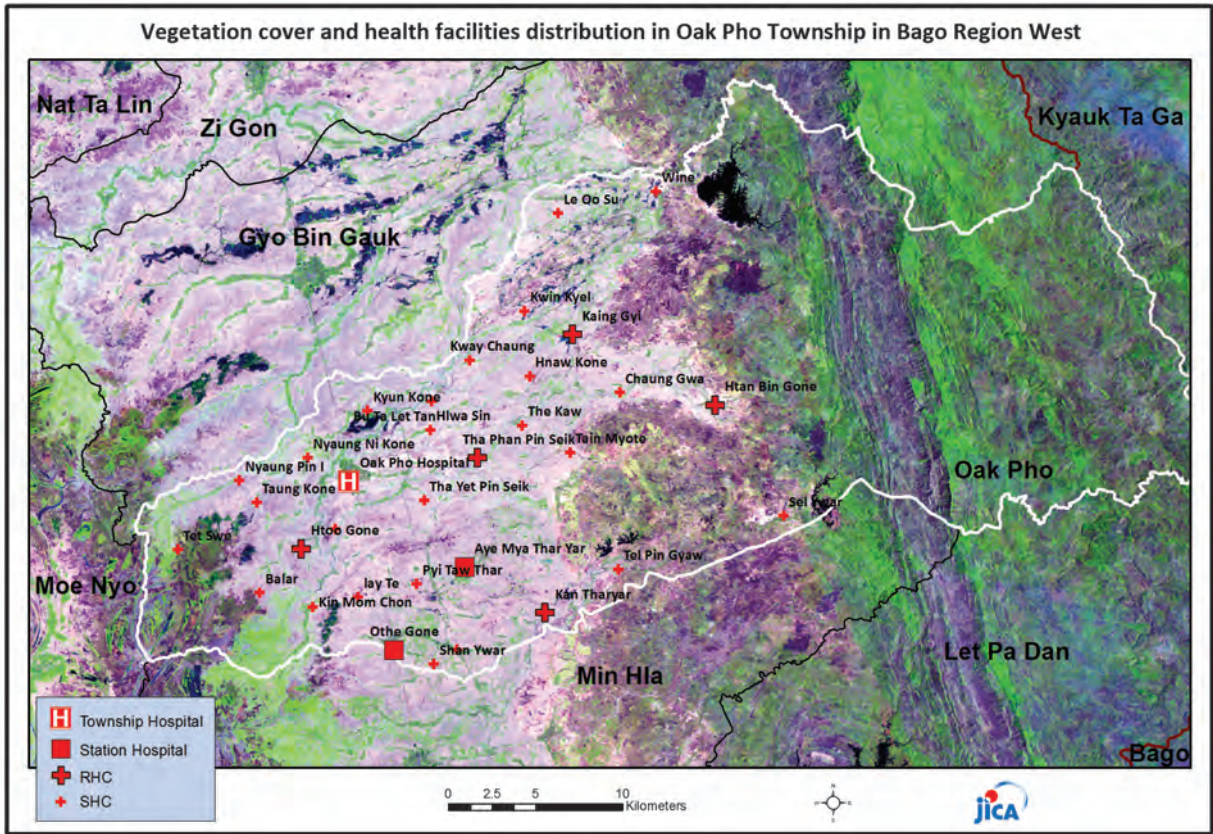 Vegetation cover and health facilities distribution in Oak Pho Township in Bago Region West
Nat Ta Lin
Zi Gon
Kyauk Ta Ga
Wine
Le Oo Su
Gyo Bin Gauk
Kwin Kyel
Kaing Gyi
Kway Chaung
Hnaw Kone
Chaung Gwa
Htan Bin Gone
Kyun Kone
Bu Ta Let Tan
Hlwa Sin
The Kaw
Nyaung Ni Kone
Tha Phan Pin Seik
Tain Myote
Oak Pho Hospital
Oak Pho
Nyaung Pin I
Taung Kone
Tha Yet Pin Seik
Sel Ywar
Tet Swe
Htoo Gone
Aye Mya Thar Yar
Tel Pin Gyaw
Moe Nyo
Balar
Iay Te
Pyi Taw Thar
Kin Mom Chon
Kan Tharyar
Othe Gone
Shan Ywar
Min Hla
Let Pa Dan
Bago
H Township Hospital
Station Hospital
RHC
SHC
0 2.5 5 10
Kilometers
jICA